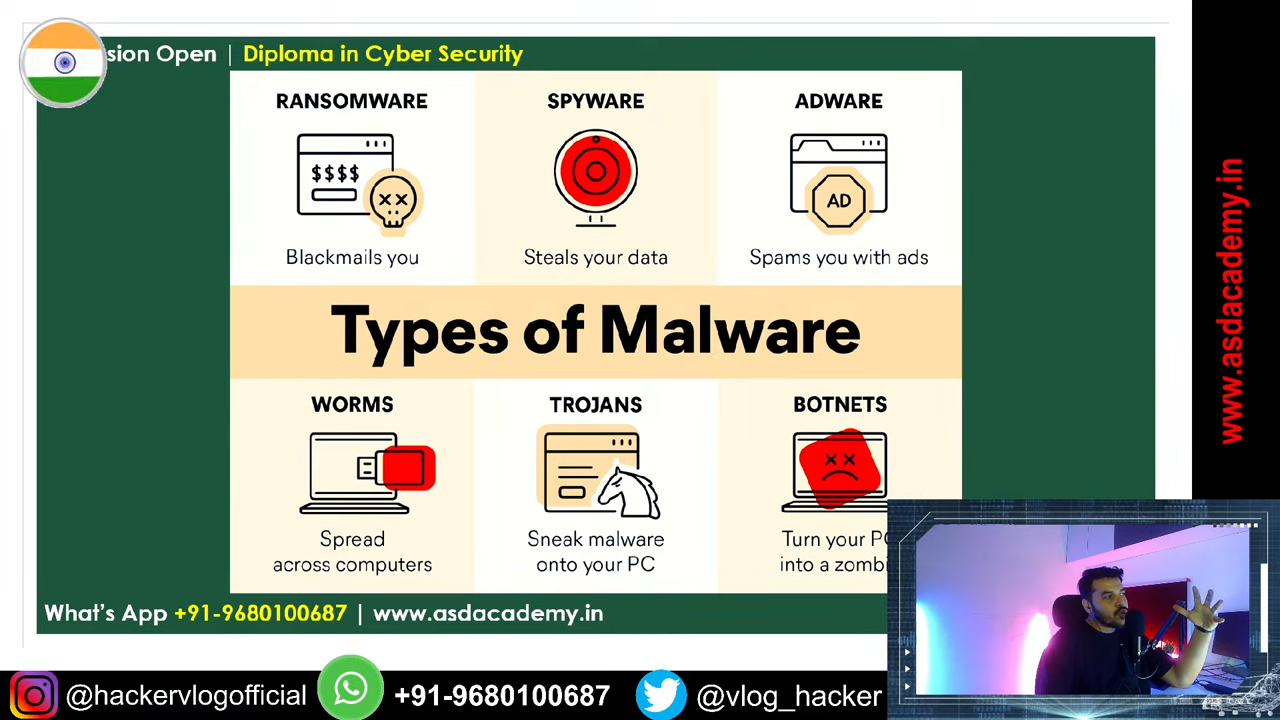 sion Open | Diploma in Cyber Security
RANSOMWARE
SPYWARE
ADWARE
$$$$
AD
Blackmails you
Steals your data
Spams you with ads
Types of Malware
WORMS
TROJANS
BOTNETS
Spread
across computers
Sneak malware
onto your PC
Turn your PC
into a zombi
What's App +91-9680100687 | www.asdacademy.in
@hackervlogofficial
+91-9680100687
@vlog_hacker
www.asdacademy.in